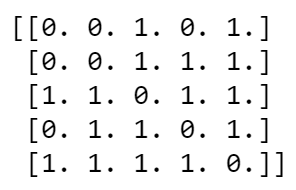 [[0. 0. 1. 0. 1.]
[0. 0. 1. 1. 1.]
[1. 1. 0. 1. 1.]
[0. 1. 1. 0. 1.]
[1. 1. 1. 1. 0.]]